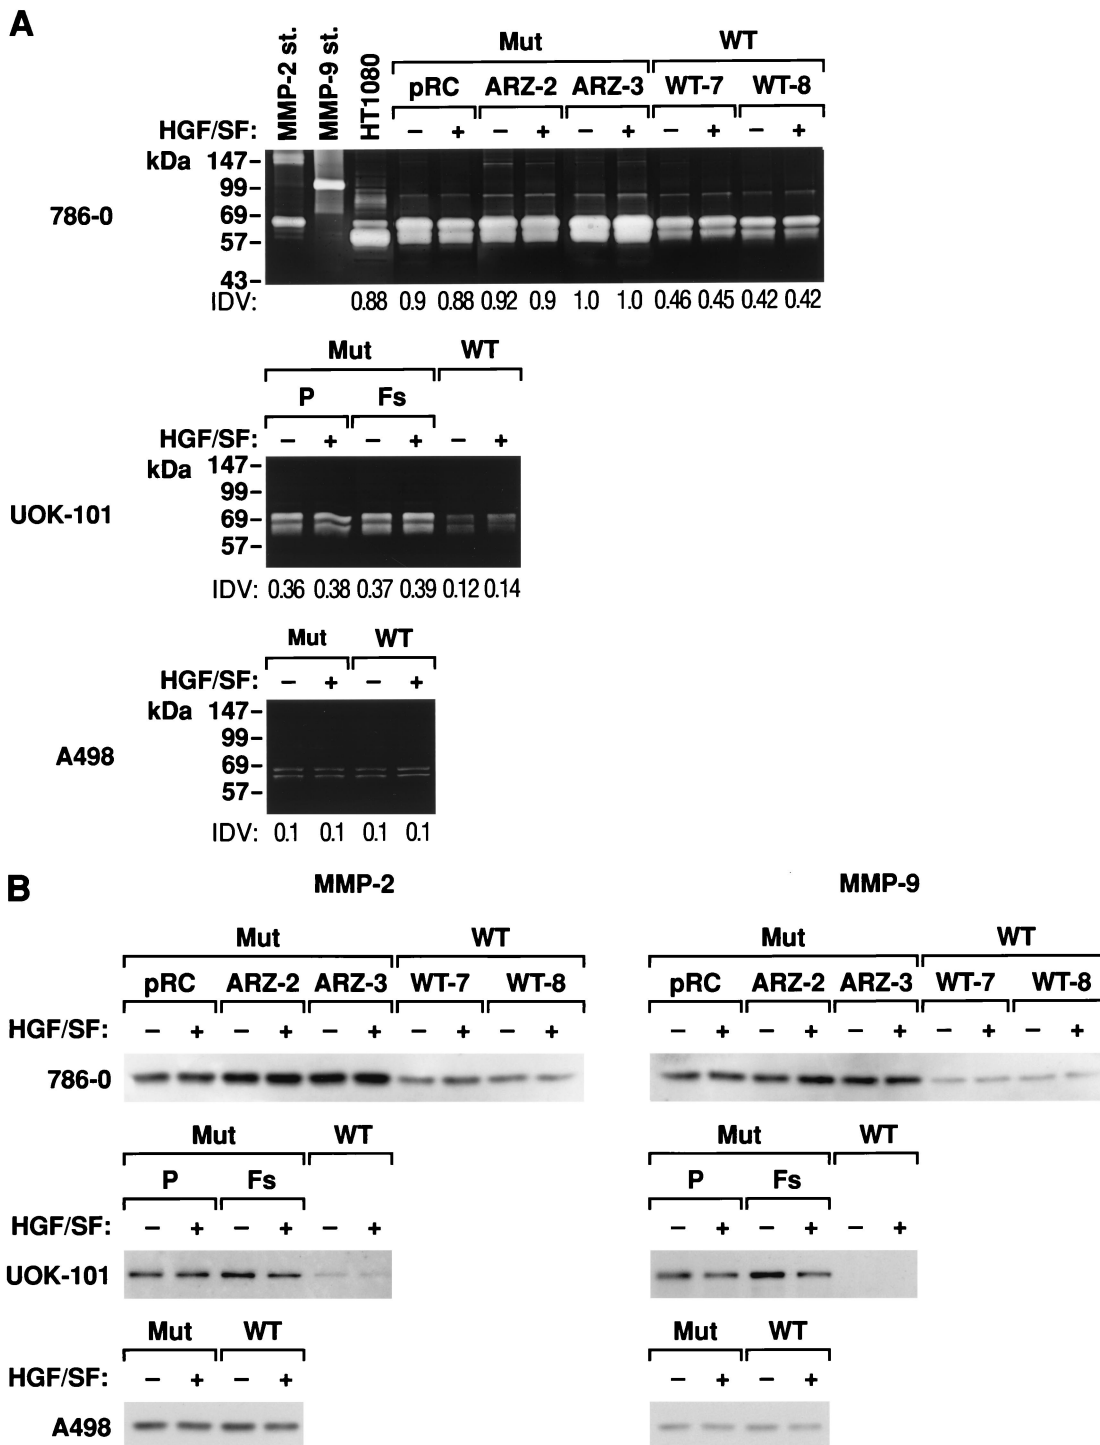 A
MMP-2 st.
MMP-9 st.
HT1080
Mut WT
pRC ARZ-2 ARZ-3 WT-7 WT-8
HGF/SF: − + − + − + − + − +
kDa 147–
99–
786-0
69–
57–
43–
IDV: 0.88 0.9 0.88 0.92 0.9 1.0 1.0 0.46 0.45 0.42 0.42
Mut WT
P Fs
HGF/SF: − + − + − +
kDa 147–
99–
UOK-101 69–
57–
IDV: 0.36 0.38 0.37 0.39 0.12 0.14
Mut WT
HGF/SF: − + − +
kDa 147–
99–
A498 69–
57–
IDV: 0.1 0.1 0.1 0.1
B
MMP-2 MMP-9
Mut WT Mut WT
pRC ARZ-2 ARZ-3 WT-7 WT-8 pRC ARZ-2 ARZ-3 WT-7 WT-8
HGF/SF: − + − + − + − + − + − + − + − + − + − +
786-0
Mut WT Mut WT
P Fs P Fs
HGF/SF: − + − + − + − + − + − +
UOK-101
Mut WT Mut WT
HGF/SF: − + − + − + − +
A498